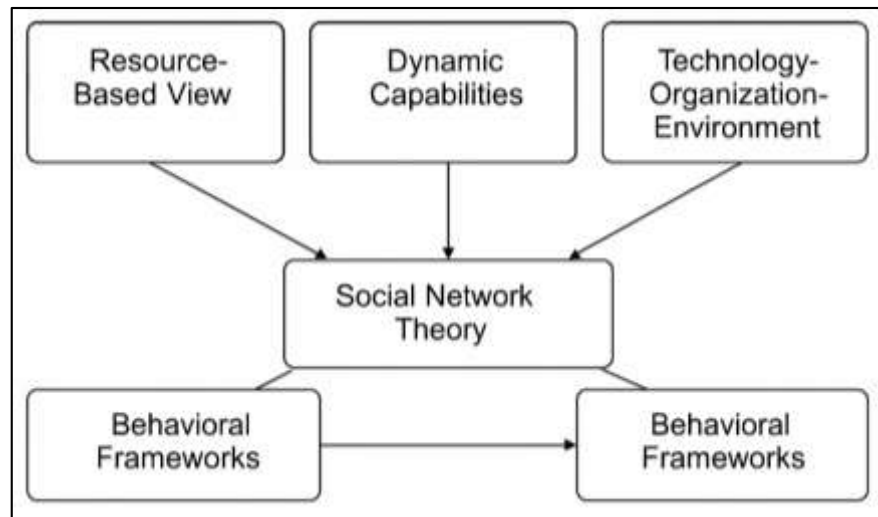 Resource-
Based View
Dynamic
Capabilities
Technology-
Organization-
Environment
Social Network
Theory
Behavioral
Frameworks
Behavioral
Frameworks